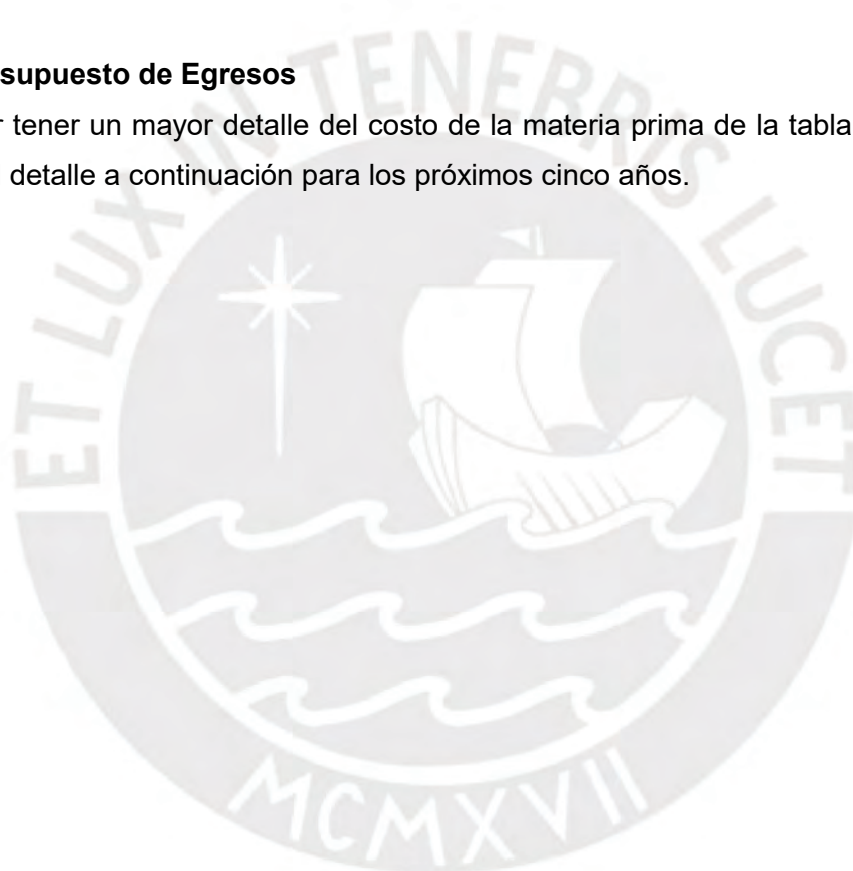 supuesto de Egresos
r tener un mayor detalle del costo de la materia prima de la tabla
detalle a continuación para los próximos cinco años.
ET LUX IN TENEBRIS LUCET
MCMXVII